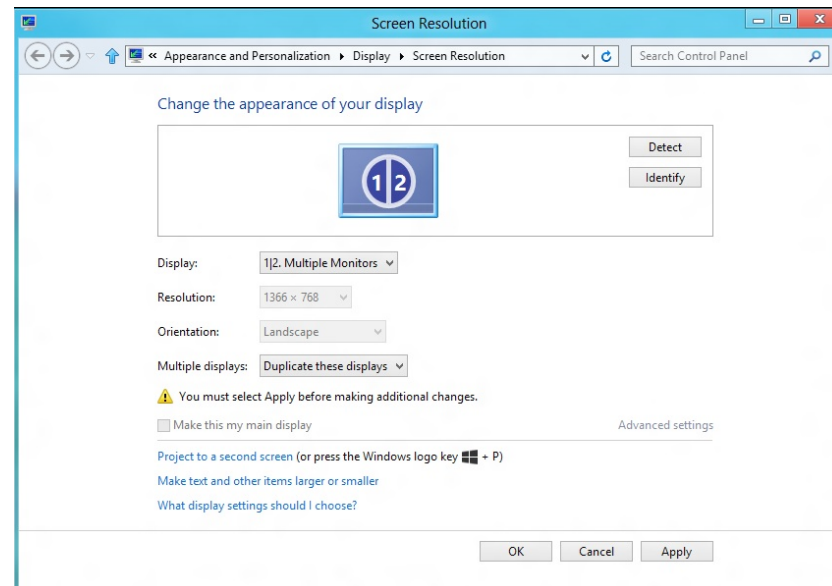 Screen Resolution
« Appearance and Personalization Display Screen Resolution Search Control Panel
Change the appearance of your display
1|2
Detect
Identify
Display: 1|2. Multiple Monitors
Resolution: 1366 × 768
Orientation: Landscape
Multiple displays: Duplicate these displays
You must select Apply before making additional changes.
Make this my main display Advanced settings
Project to a second screen (or press the Windows logo key + P)
Make text and other items larger or smaller
What display settings should I choose?
OK Cancel Apply